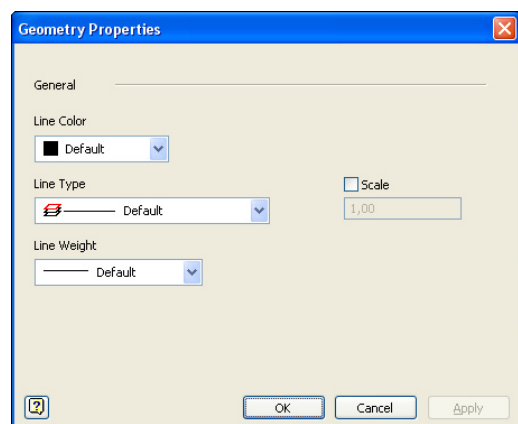 Geometry Properties
General
Line Color
Default
Line Type
Default
Scale
1,00
Line Weight
Default
?
OK
Cancel
Apply